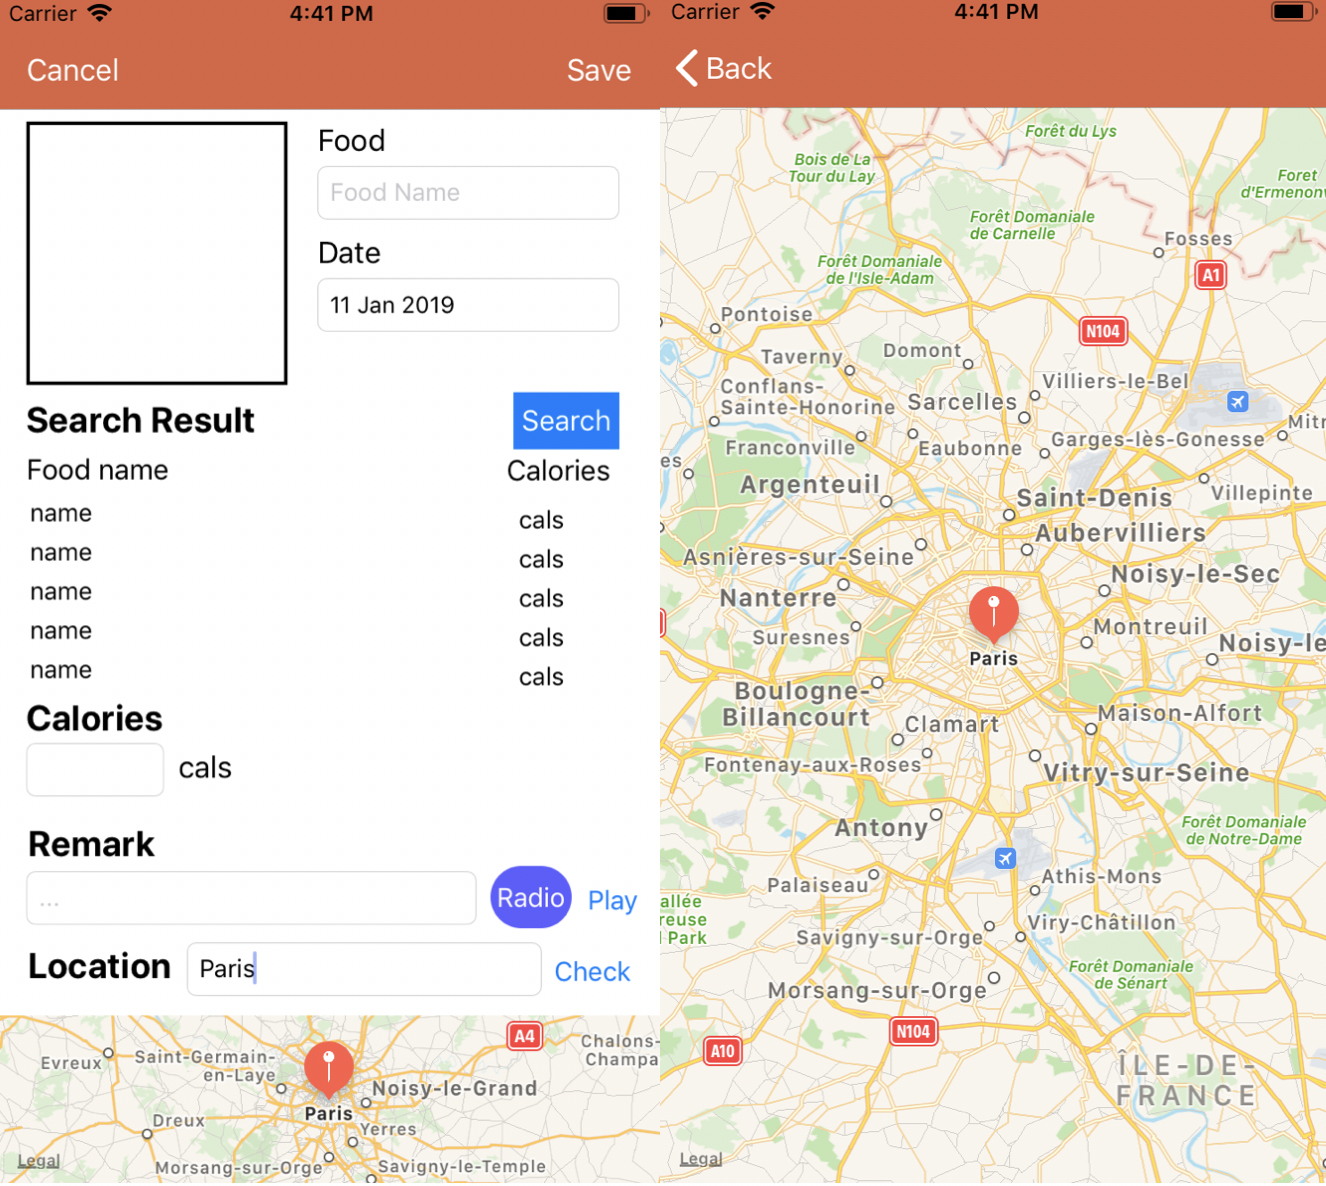 Carrier 4:41 PM
Cancel Save
Food
Food Name
Date
11 Jan 2019
Search Result Search
Food name Calories
name cals
name cals
name cals
name cals
name cals
Calories
cals
Remark
... Radio Play
Location Paris Check
A4
Chalons-
Champa
Evreux
Saint-Germain-
en-Laye
Noisy-le-Grand
Paris
Dreux
Yerres
Morsang-sur-Orge
Savigny-le-Temple
Legal
Carrier 4:41 PM
Back
Forêt du Lys
Bois de La
Tour du Lay
Foret
d'Ermenon
Forêt Domaniale
de Carnelle
Fosses
Forêt Domaniale
de l'Isle-Adam
A1
Pontoise
N104
Taverny
Domont
Conflans-
Sainte-Honorine
Villiers-le-Bel
Sarcelles
Mitr
Franconville
Eaubonne
Garges-lès-Gonesse
es
Argenteuil
Saint-Denis
Villepinte
Aubervilliers
Asnières-sur-Seine
Noisy-le-Sec
Nanterre
Suresnes
Montreuil
Noisy-le
Paris
Boulogne-
Billancourt
Clamart
Maison-Alfort
Fontenay-aux-Roses
Vitry-sur-Seine
Antony
Forêt Domaniale
de Notre-Dame
Palaiseau
Athis-Mons
allée
reuse
l Park
Savigny-sur-Orge
Viry-Châtillon
Forêt Domaniale
de Sénart
Morsang-sur-Orge
N104
A10
ÎLE-DE-
FRANCE
Legal